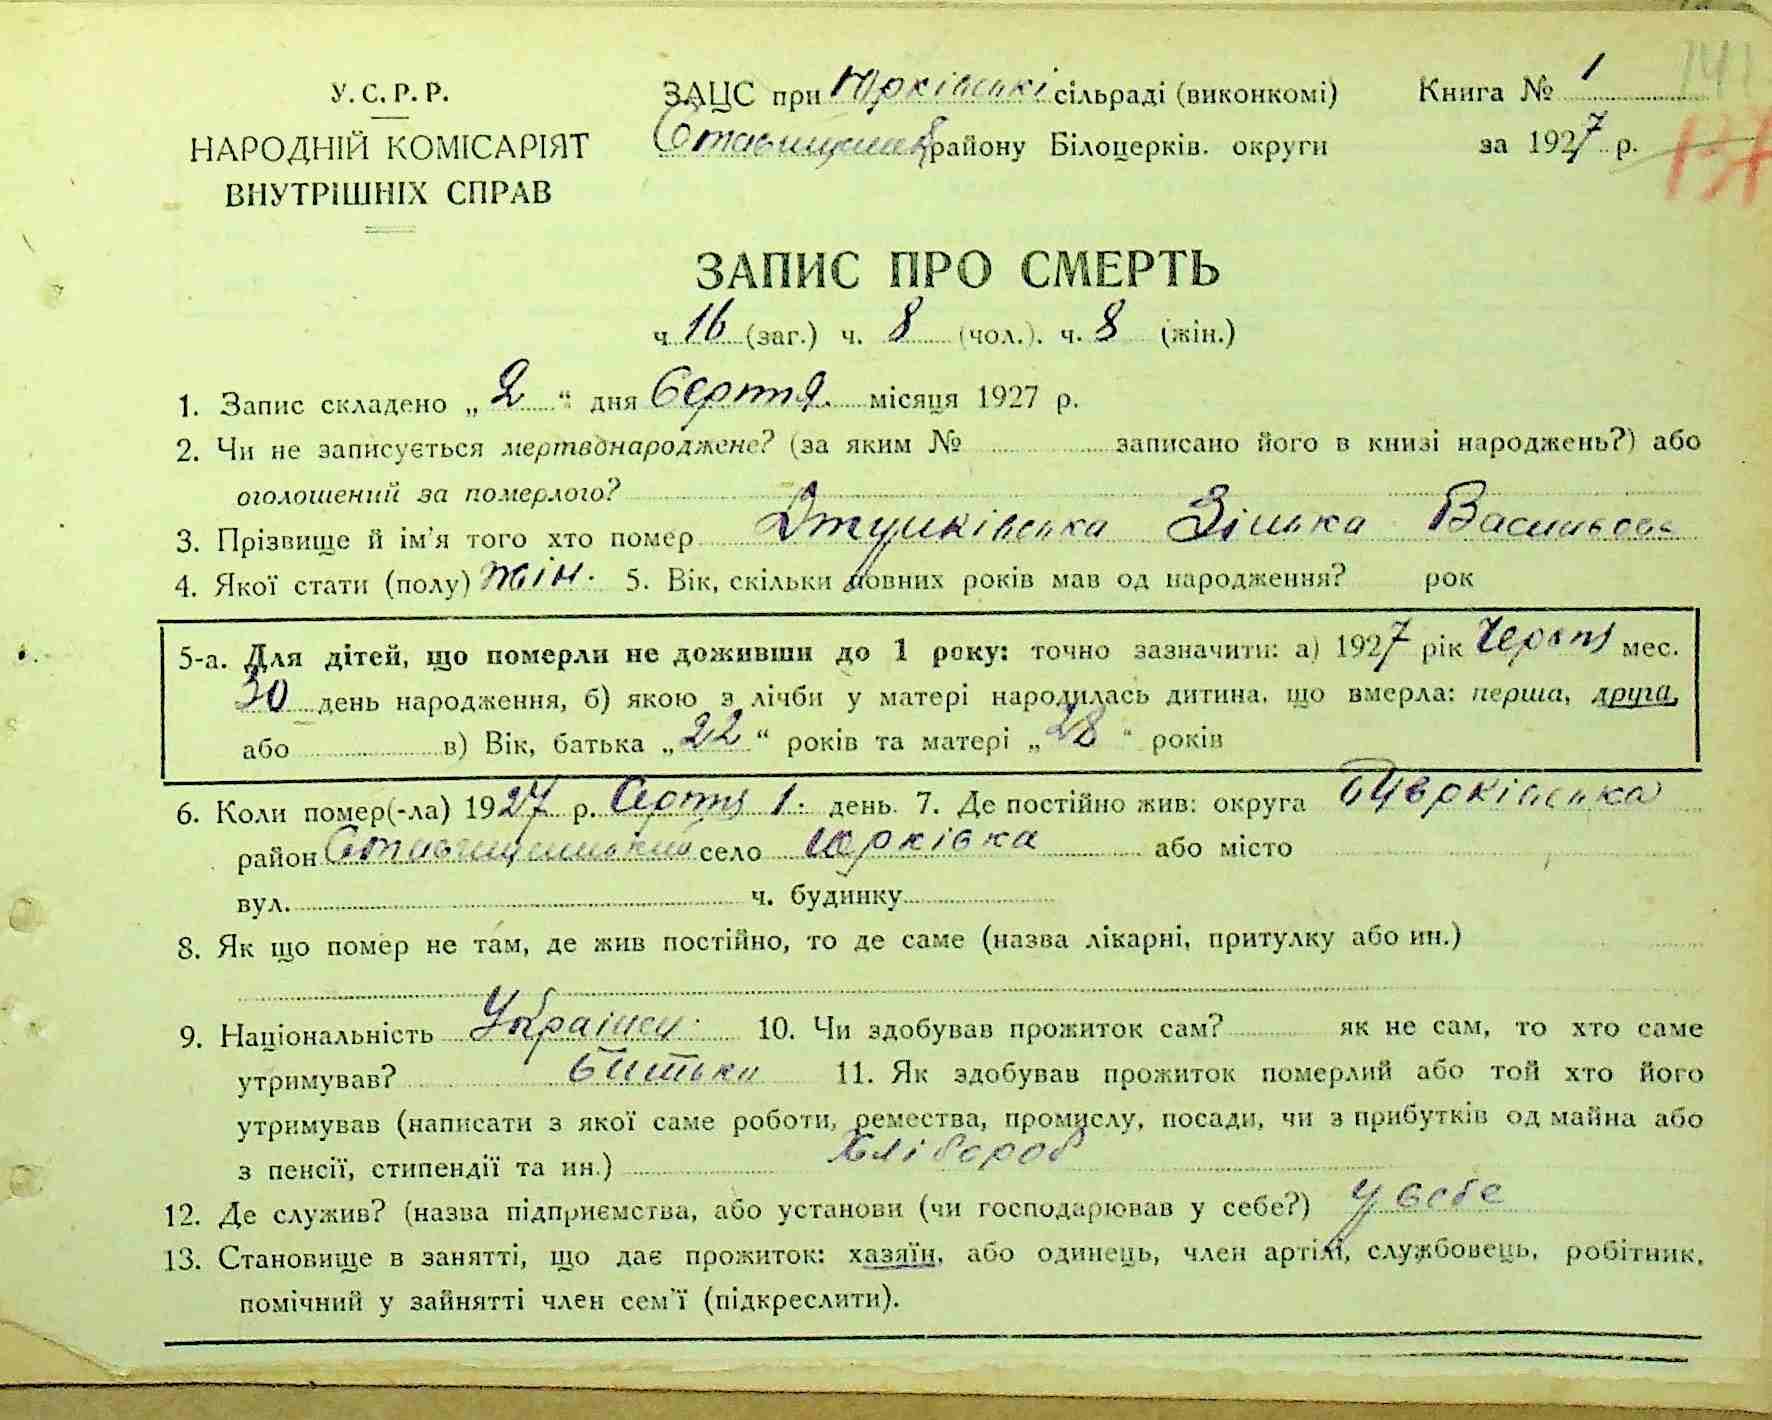 У.С.Р.Р.
НАРОДНІЙ КОМІСАРІЯТ
ВНУТРІШНІХ СПРАВ
ЗАЦС при Юрківські сільраді (виконкомі) Книга № 1
141
району Білоцерків. округи за 1927 р.
ЗАПИС ПРО СМЕРТЬ
ч. 16 (заг.) ч. 8 (чол.). ч. 8 (жін.)
1. Запис складено „ 2 “ дня Серпня місяця 1927 р.
2. Чи не записується мертвонароджене? (за яким № записано його в книзі народжень?) або
оголошений за померлого?
3. Прізвище й ім'я того хто помер Зінька
4. Якої стати (полу) жін. 5. Вік, скільки повних років мав од народження? рок
5-а. Для дітей, що померли не доживши до 1 року: точно зазначити: а) 1927 рік мес.
30 день народження, б) якою з лічби у матері народилась дитина, що вмерла: перша, друга,
або в) Вік, батька „ 22 “ років та матері „ “ років
6. Коли помер(-ла) 1927 р. Серпня 1. день. 7. Де постійно жив: округа
район село Юрківка або місто
вул. ч. будинку
8. Як що помер не там, де жив постійно, то де саме (назва лікарні, притулку або ин.)
9. Національність 10. Чи здобував прожиток сам? як не сам, то хто саме
утримував? батько 11. Як здобував прожиток померлий або той хто його
утримував (написати з якої саме роботи, ремества, промислу, посади, чи з прибутків од майна або
з пенсії, стипендії та ин.) Хлібороб
12. Де служив? (назва підприємства, або установи (чи господарював у себе?) у себе
13. Становище в занятті, що дає прожиток: хазяїн, або одинець, член артілі, службовець, робітник,
помічний у зайнятті член сем'ї (підкреслити).